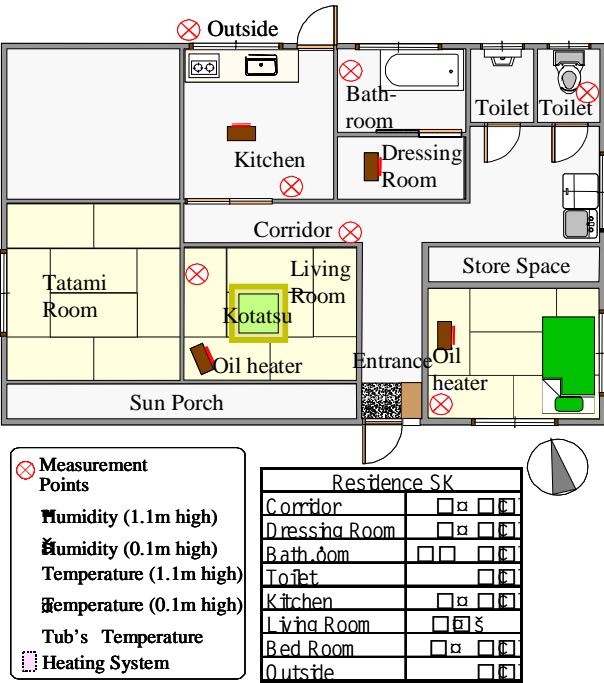 Outside
Bath-
room
Toilet
Toilet
Kitchen
Dressing
Room
Corridor
Living
Room
Store Space
Tatami
Room
Kotatsu
Oil heater
Entrance
Oil
heater
Sun Porch
Measurement
Points
Humidity (1.1m high)
Humidity (0.1m high)
Temperature (1.1m high)
Temperature (0.1m high)
Tub's Temperature
Heating System
Residence SK
Corridor
Dressing Room
Toilet
Kitchen
Living Room
Bed Room
Outside